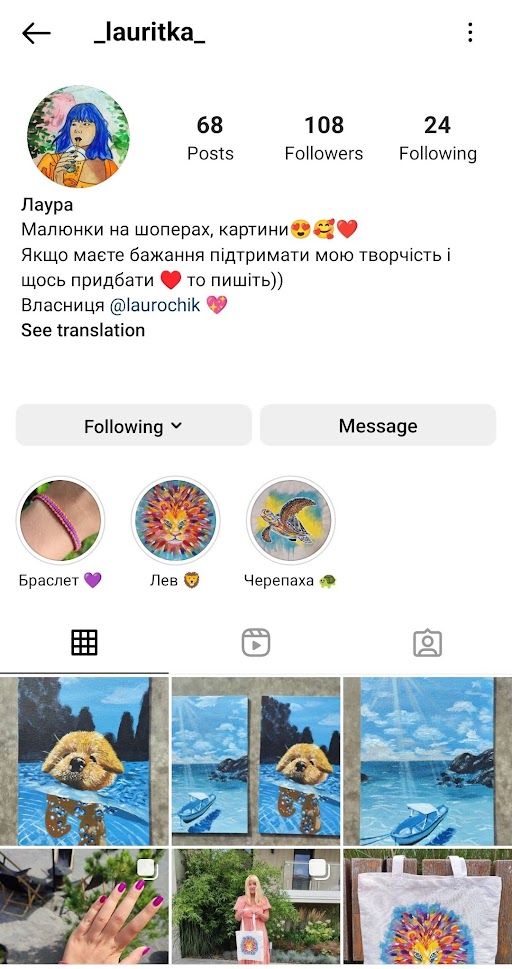 _lauritka_
68 108 24
Posts Followers Following
Лаура
Малюнки на шоперах, картини😍🥰❤️
Якщо маєте бажання підтримати мою творчість і
щось придбати ❤️ то пишіть))
Власниця @laurochik 💖
See translation
Following Message
Браслет 💜 Лев 🦁 Черепаха 🐢